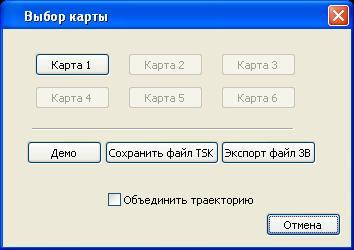 Выбор карты
Карта 1 Карта 2 Карта 3
Карта 4 Карта 5 Карта 6
Демо Сохранить файл TSK Экспорт файл 3В
Объединить траекторию
Отмена